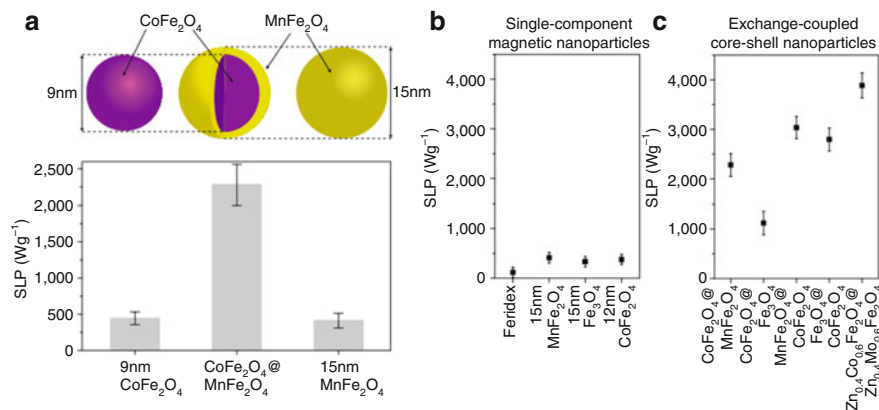 a
CoFe2O4
MnFe2O4
9nm
15nm
SLP (Wg−1)
2,500
2,000
1,500
1,000
500
0
9nm
CoFe2O4
CoFe2O4@
MnFe2O4
15nm
MnFe2O4
b
Single-component
magnetic nanoparticles
SLP (Wg−1)
4,000
3,000
2,000
1,000
0
Feridex
15nm
MnFe2O4
15nm
Fe3O4
12nm
CoFe2O4
c
Exchange-coupled
core-shell nanoparticles
SLP (Wg−1)
4,000
3,000
2,000
1,000
0
CoFe2O4@
MnFe2O4
CoFe2O4@
Fe3O4
MnFe2O4@
CoFe2O4
Fe3O4@
CoFe2O4
Zn0.4Co0.6Fe2O4@
Zn0.4Mo0.6Fe2O4